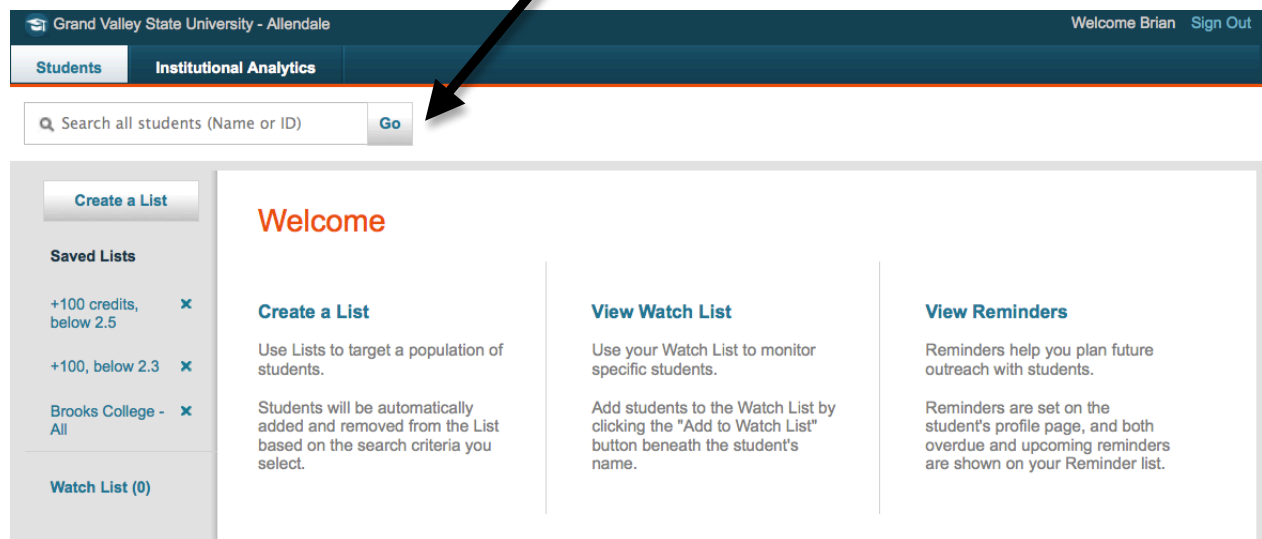 Grand Valley State University - Allendale
Welcome Brian Sign Out
Students Institutional Analytics
Search all students (Name or ID) Go
Create a List
Saved Lists
+100 credits,
below 2.5
+100, below 2.3
Brooks College -
All
Watch List (0)
Welcome
Create a List
Use Lists to target a population of
students.
Students will be automatically
added and removed from the List
based on the search criteria you
select.
View Watch List
Use your Watch List to monitor
specific students.
Add students to the Watch List by
clicking the "Add to Watch List"
button beneath the student's
name.
View Reminders
Reminders help you plan future
outreach with students.
Reminders are set on the
student's profile page, and both
overdue and upcoming reminders
are shown on your Reminder list.